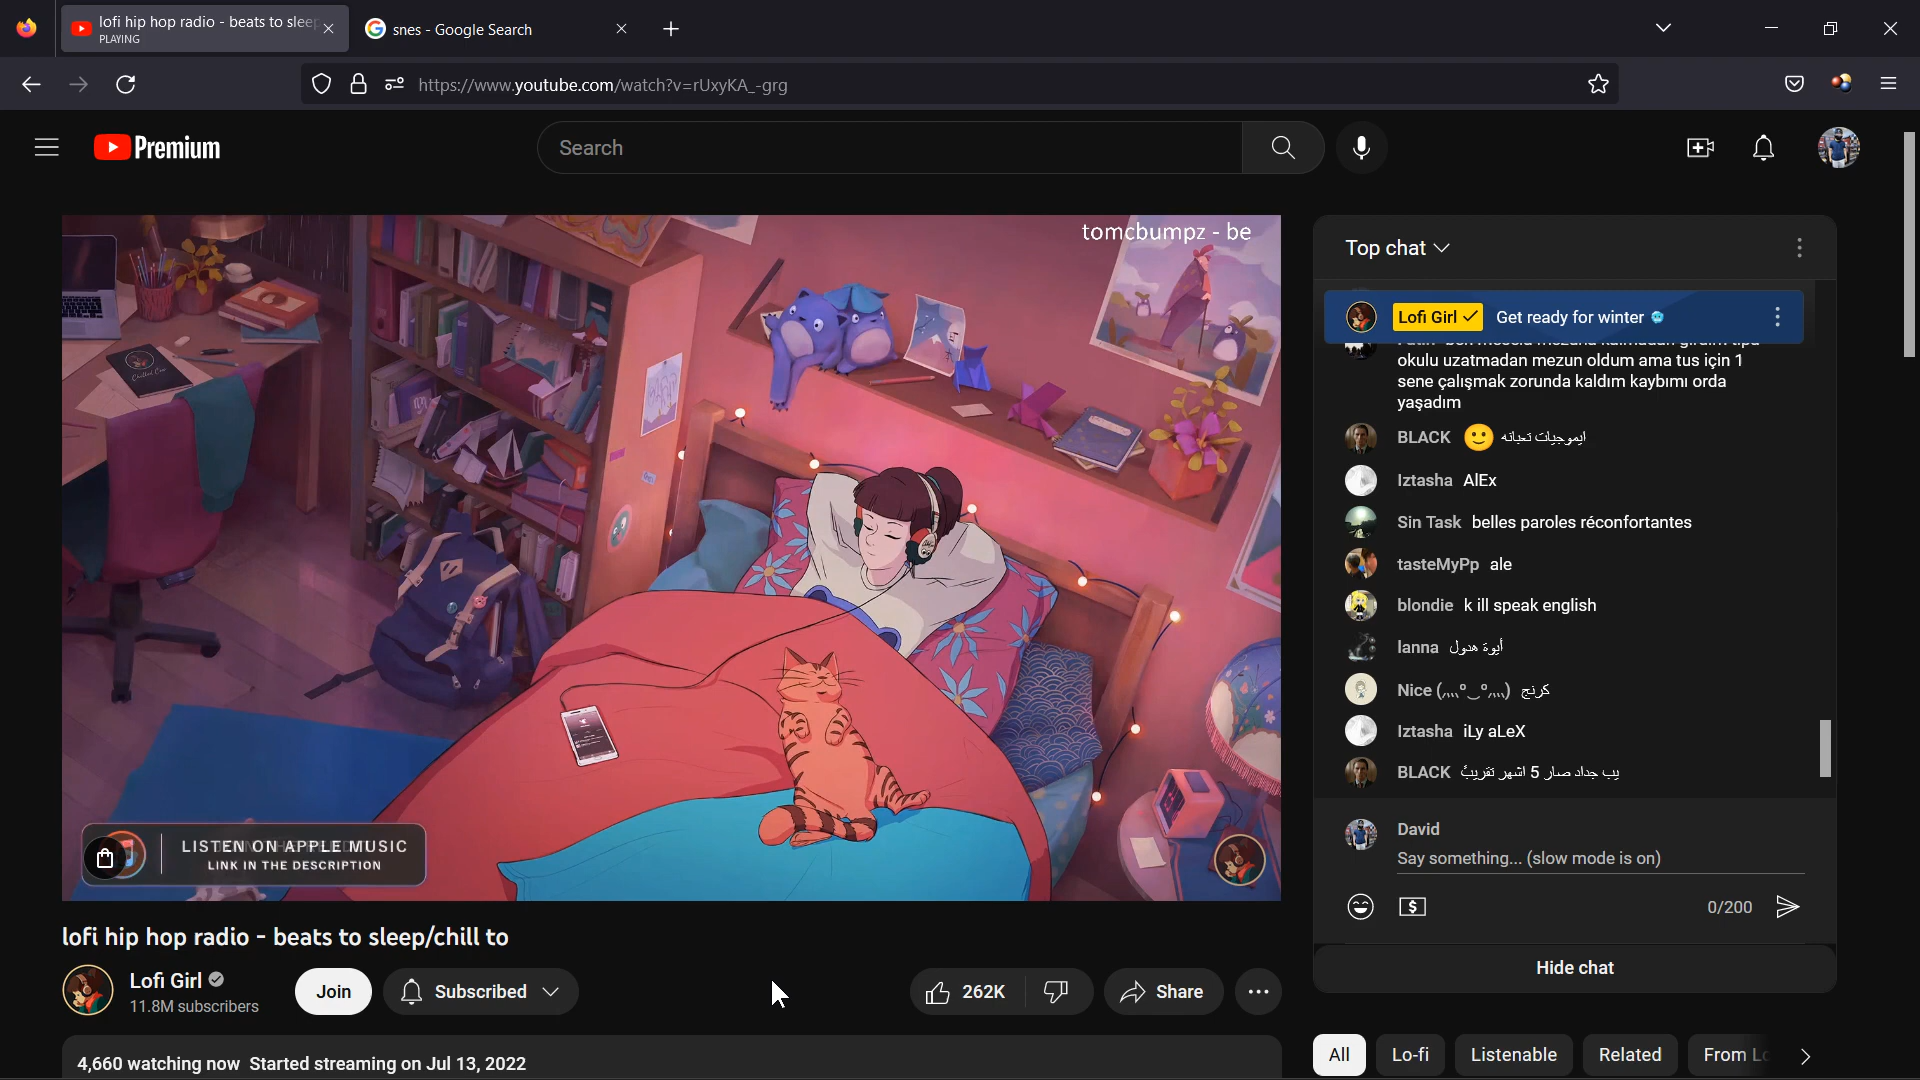 lofi hip hop radio - beats to sleep
PLAYING
snes - Google Search
https://www.youtube.com/watch?v=rUxyKA_-grg
Premium
Search
tomcbumpz - be
Top chat
Lofi Girl Get ready for winter 🥶
okulu uzatmadan mezun oldum ama tus için 1
sene çalışmak zorunda kaldım kaybımı orda
yaşadım
BLACK 🙂 ايموجيات تعبانه
Iztasha AlEx
Sin Task belles paroles réconfortantes
tasteMyPp ale
blondie k ill speak english
lanna أيوة هدول
Nice كرنج
Iztasha iLy aLeX
BLACK يب جداد صار 5 اشهر تقريبً
David
Say something... (slow mode is on)
0/200
Hide chat
LISTEN ON APPLE MUSIC
LINK IN THE DESCRIPTION
lofi hip hop radio - beats to sleep/chill to
Lofi Girl
11.8M subscribers
Join
Subscribed
262K
Share
4,660 watching now Started streaming on Jul 13, 2022
All
Lo-fi
Listenable
Related
From Lo